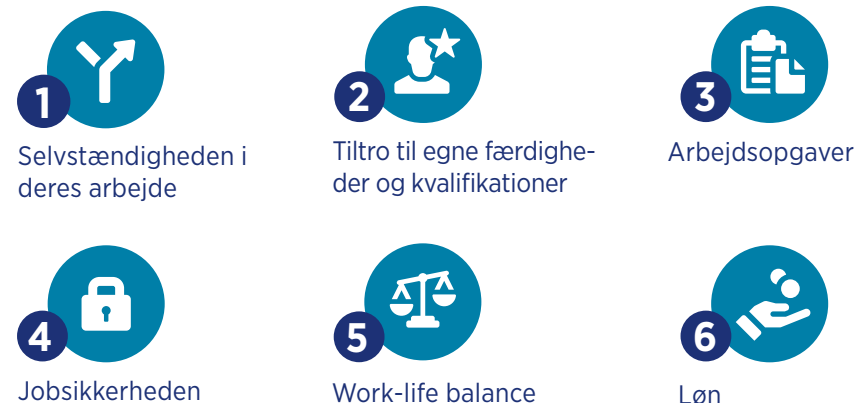 1
Selvstændigheden i
deres arbejde
2
Tiltro til egne færdighe-
der og kvalifikationer
3
Arbejdsopgaver
4
Jobsikkerheden
5
Work-life balance
6
Løn